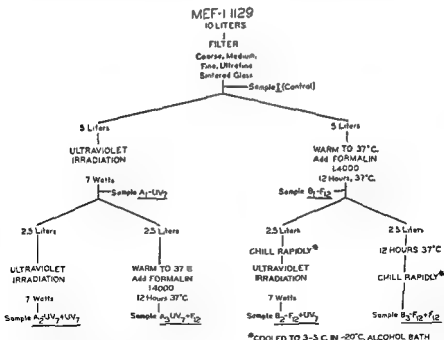 MEF-1 1129
10 LITERS
FILTER
Coarse, Medium,
Fine, Ultrafine
Sintered Glass
Sample I (Control)
5 Liters
5 Liters
ULTRAVIOLET
IRRADIATION
WARM TO 37°C.
Add FORMALIN
1:4000
12 Hours, 37°C.
7 Watts
Sample A₁-UV₇
Sample B₁-F₁₂
2.5 Liters
2.5 Liters
2.5 Liters
2.5 Liters
CHILL RAPIDLY*
12 HOURS 37°C
ULTRAVIOLET
IRRADIATION
WARM TO 37 B
Add FORMALIN
1:4000
12 Hours 37°C
ULTRAVIOLET
IRRADIATION
CHILL RAPIDLY*
7 Watts
7 Watts
Sample A₂-UV₇+UV₇
Sample A₃-UV₇+F₁₂
Sample B₂-F₁₂+UV₇
Sample B₃-F₁₂+F₁₂
*COOLED TO 3-5 C. IN -20°C. ALCOHOL BATH